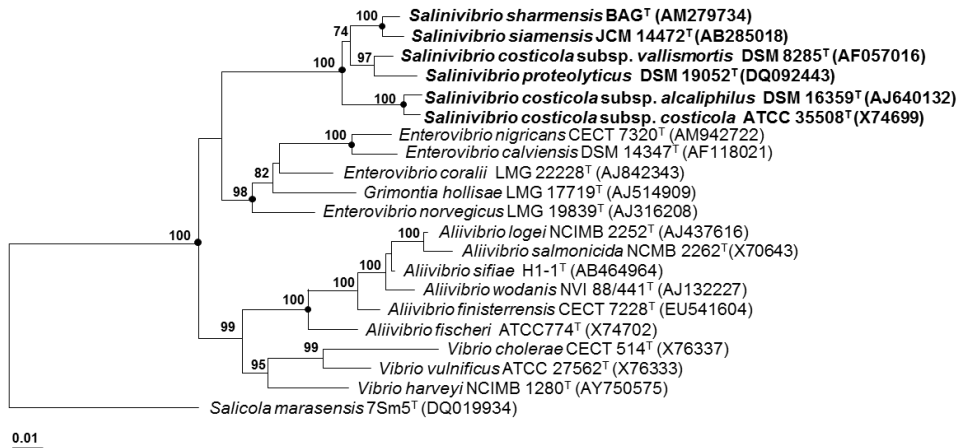 100 Salinivibrio sharmensis BAGᵀ (AM279734)
74
Salinivibrio siamensis JCM 14472ᵀ(AB285018)
97 Salinivibrio costicola subsp. vallismortis DSM 8285ᵀ (AF057016)
100
Salinivibrio proteolyticus DSM 19052ᵀ(DQ092443)
100 Salinivibrio costicola subsp. alcaliphilus DSM 16359ᵀ (AJ640132)
Salinivibrio costicola subsp. costicola ATCC 35508ᵀ(X74699)
100 Enterovibrio nigricans CECT 7320ᵀ (AM942722)
Enterovibrio calviensis DSM 14347ᵀ (AF118021)
82 Enterovibrio coralii LMG 22228ᵀ (AJ842343)
98 Grimontia hollisae LMG 17719ᵀ (AJ514909)
Enterovibrio norvegicus LMG 19839ᵀ (AJ316208)
100
100 Aliivibrio logei NCIMB 2252ᵀ (AJ437616)
Aliivibrio salmonicida NCMB 2262ᵀ(X70643)
100 Aliivibrio sifiae H1-1ᵀ (AB464964)
100 Aliivibrio wodanis NVI 88/441ᵀ (AJ132227)
100 Aliivibrio finisterrensis CECT 7228ᵀ (EU541604)
99 Aliivibrio fischeri ATCC774ᵀ (X74702)
99 Vibrio cholerae CECT 514ᵀ (X76337)
95 Vibrio vulnificus ATCC 27562ᵀ (X76333)
Vibrio harveyi NCIMB 1280ᵀ (AY750575)
Salicola marasensis 7Sm5ᵀ (DQ019934)
0.01